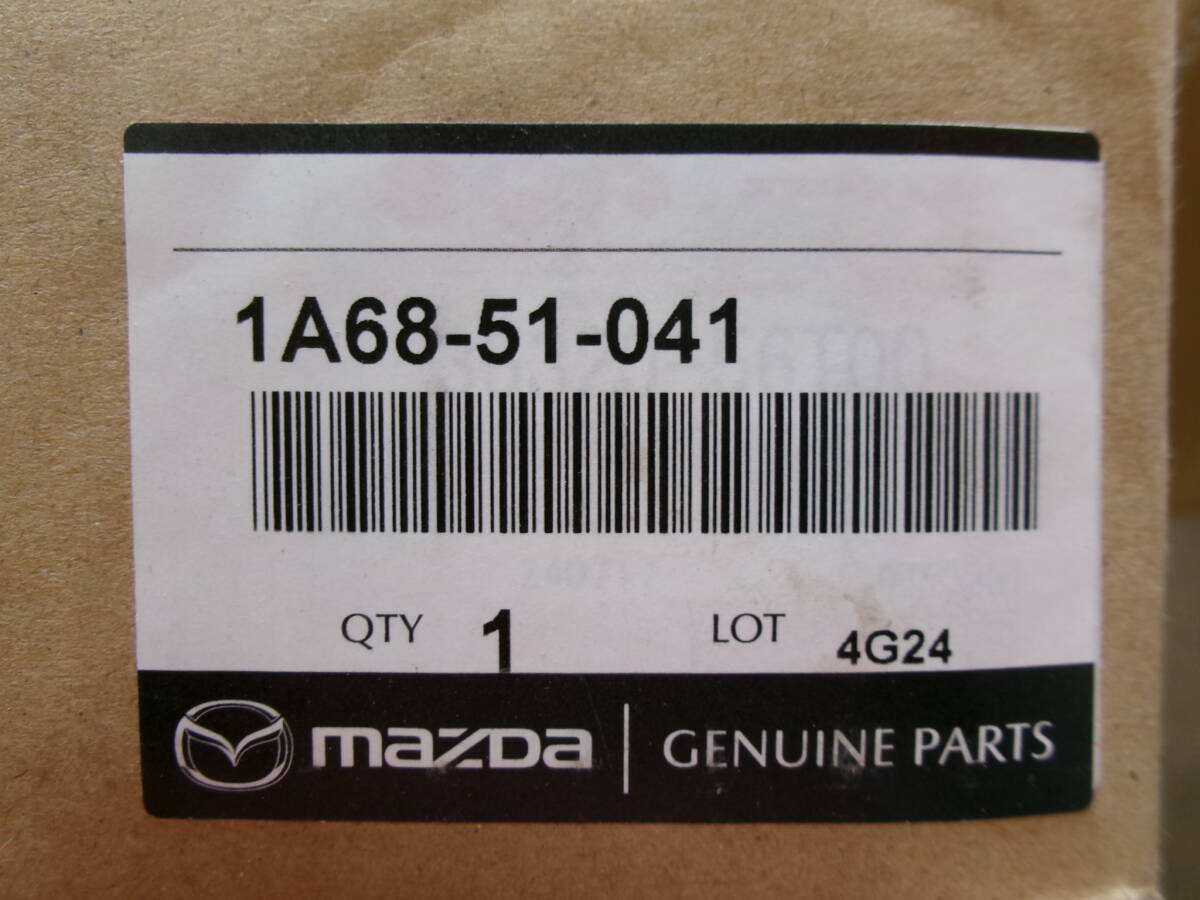 1A68-51-041
QTY 1 LOT 4G24
mazda GENUINE PARTS